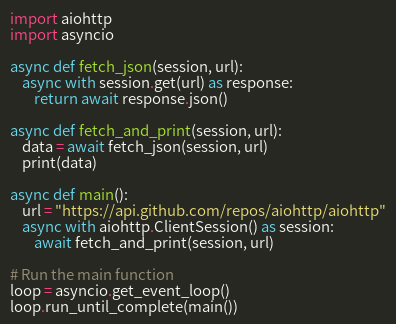 import aiohttp
import asyncio

async def fetch_json(session, url):
    async with session.get(url) as response:
        return await response.json()

async def fetch_and_print(session, url):
    data = await fetch_json(session, url)
    print(data)

async def main():
    url = "https://api.github.com/repos/aiohttp/aiohttp"
    async with aiohttp.ClientSession() as session:
        await fetch_and_print(session, url)

# Run the main function
loop = asyncio.get_event_loop()
loop.run_until_complete(main())